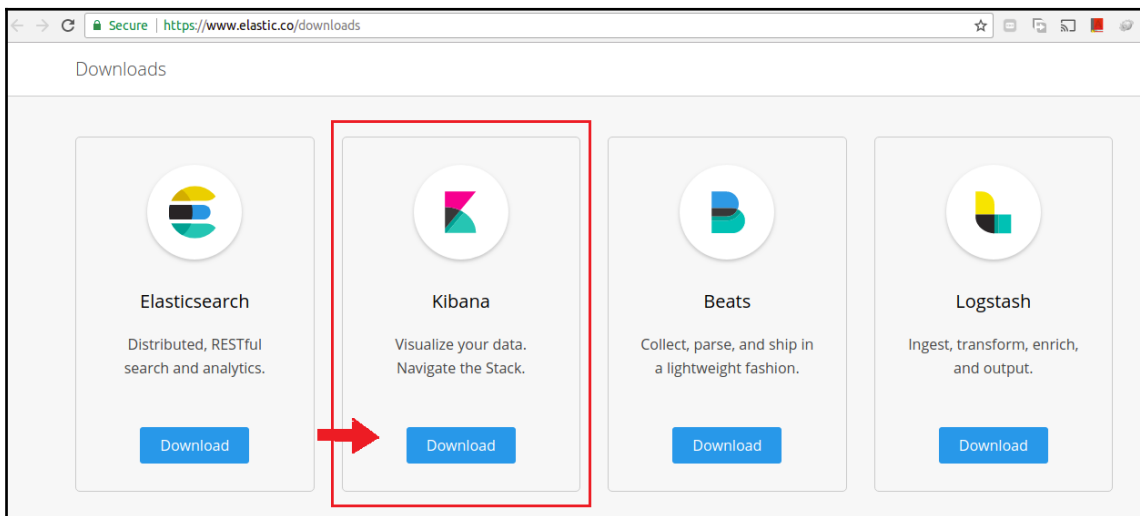 Secure | https://www.elastic.co/downloads
Downloads
Elasticsearch
Distributed, RESTful
search and analytics.
Download
Kibana
Visualize your data.
Navigate the Stack.
Download
Beats
Collect, parse, and ship in
a lightweight fashion.
Download
Logstash
Ingest, transform, enrich,
and output.
Download